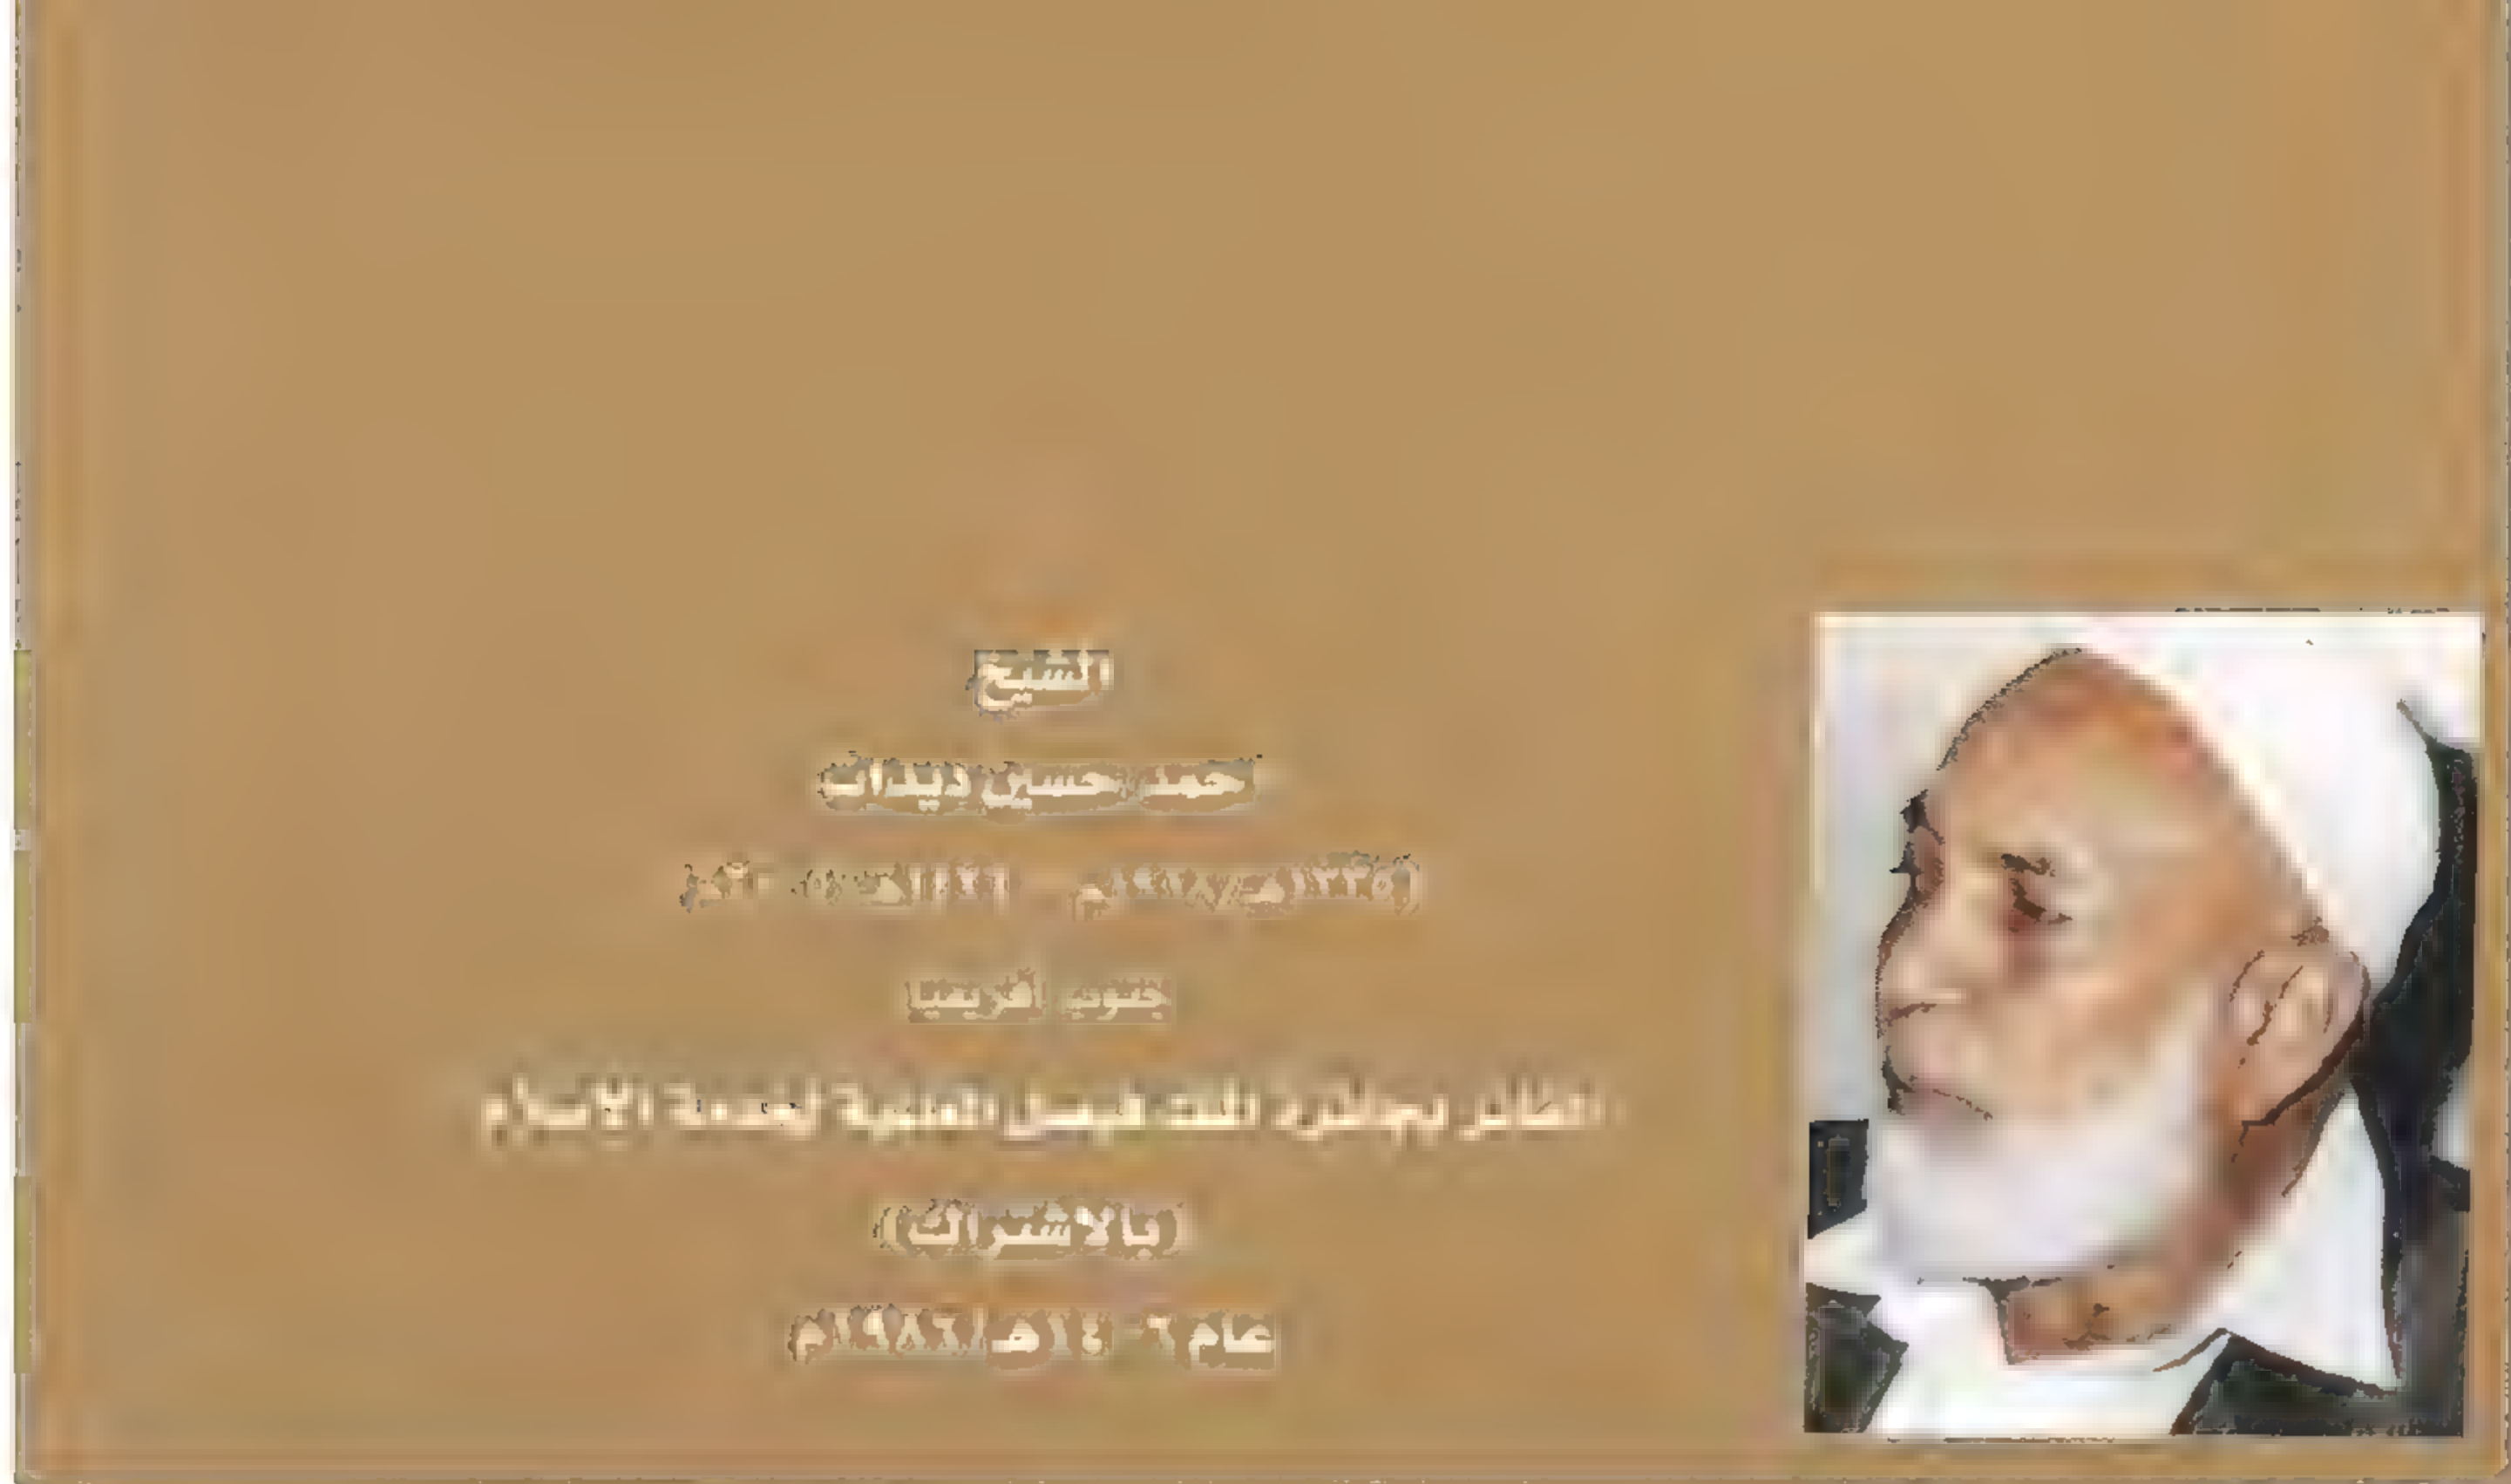 الشيخ
أحمد حسين ديدات
جنوب أفريقيا
الفائز بجائزة الملك فيصل العالمية لخدمة الإسلام
(بالاشتراك)
عام ١٤٠٦هـ/١٩٨٦م